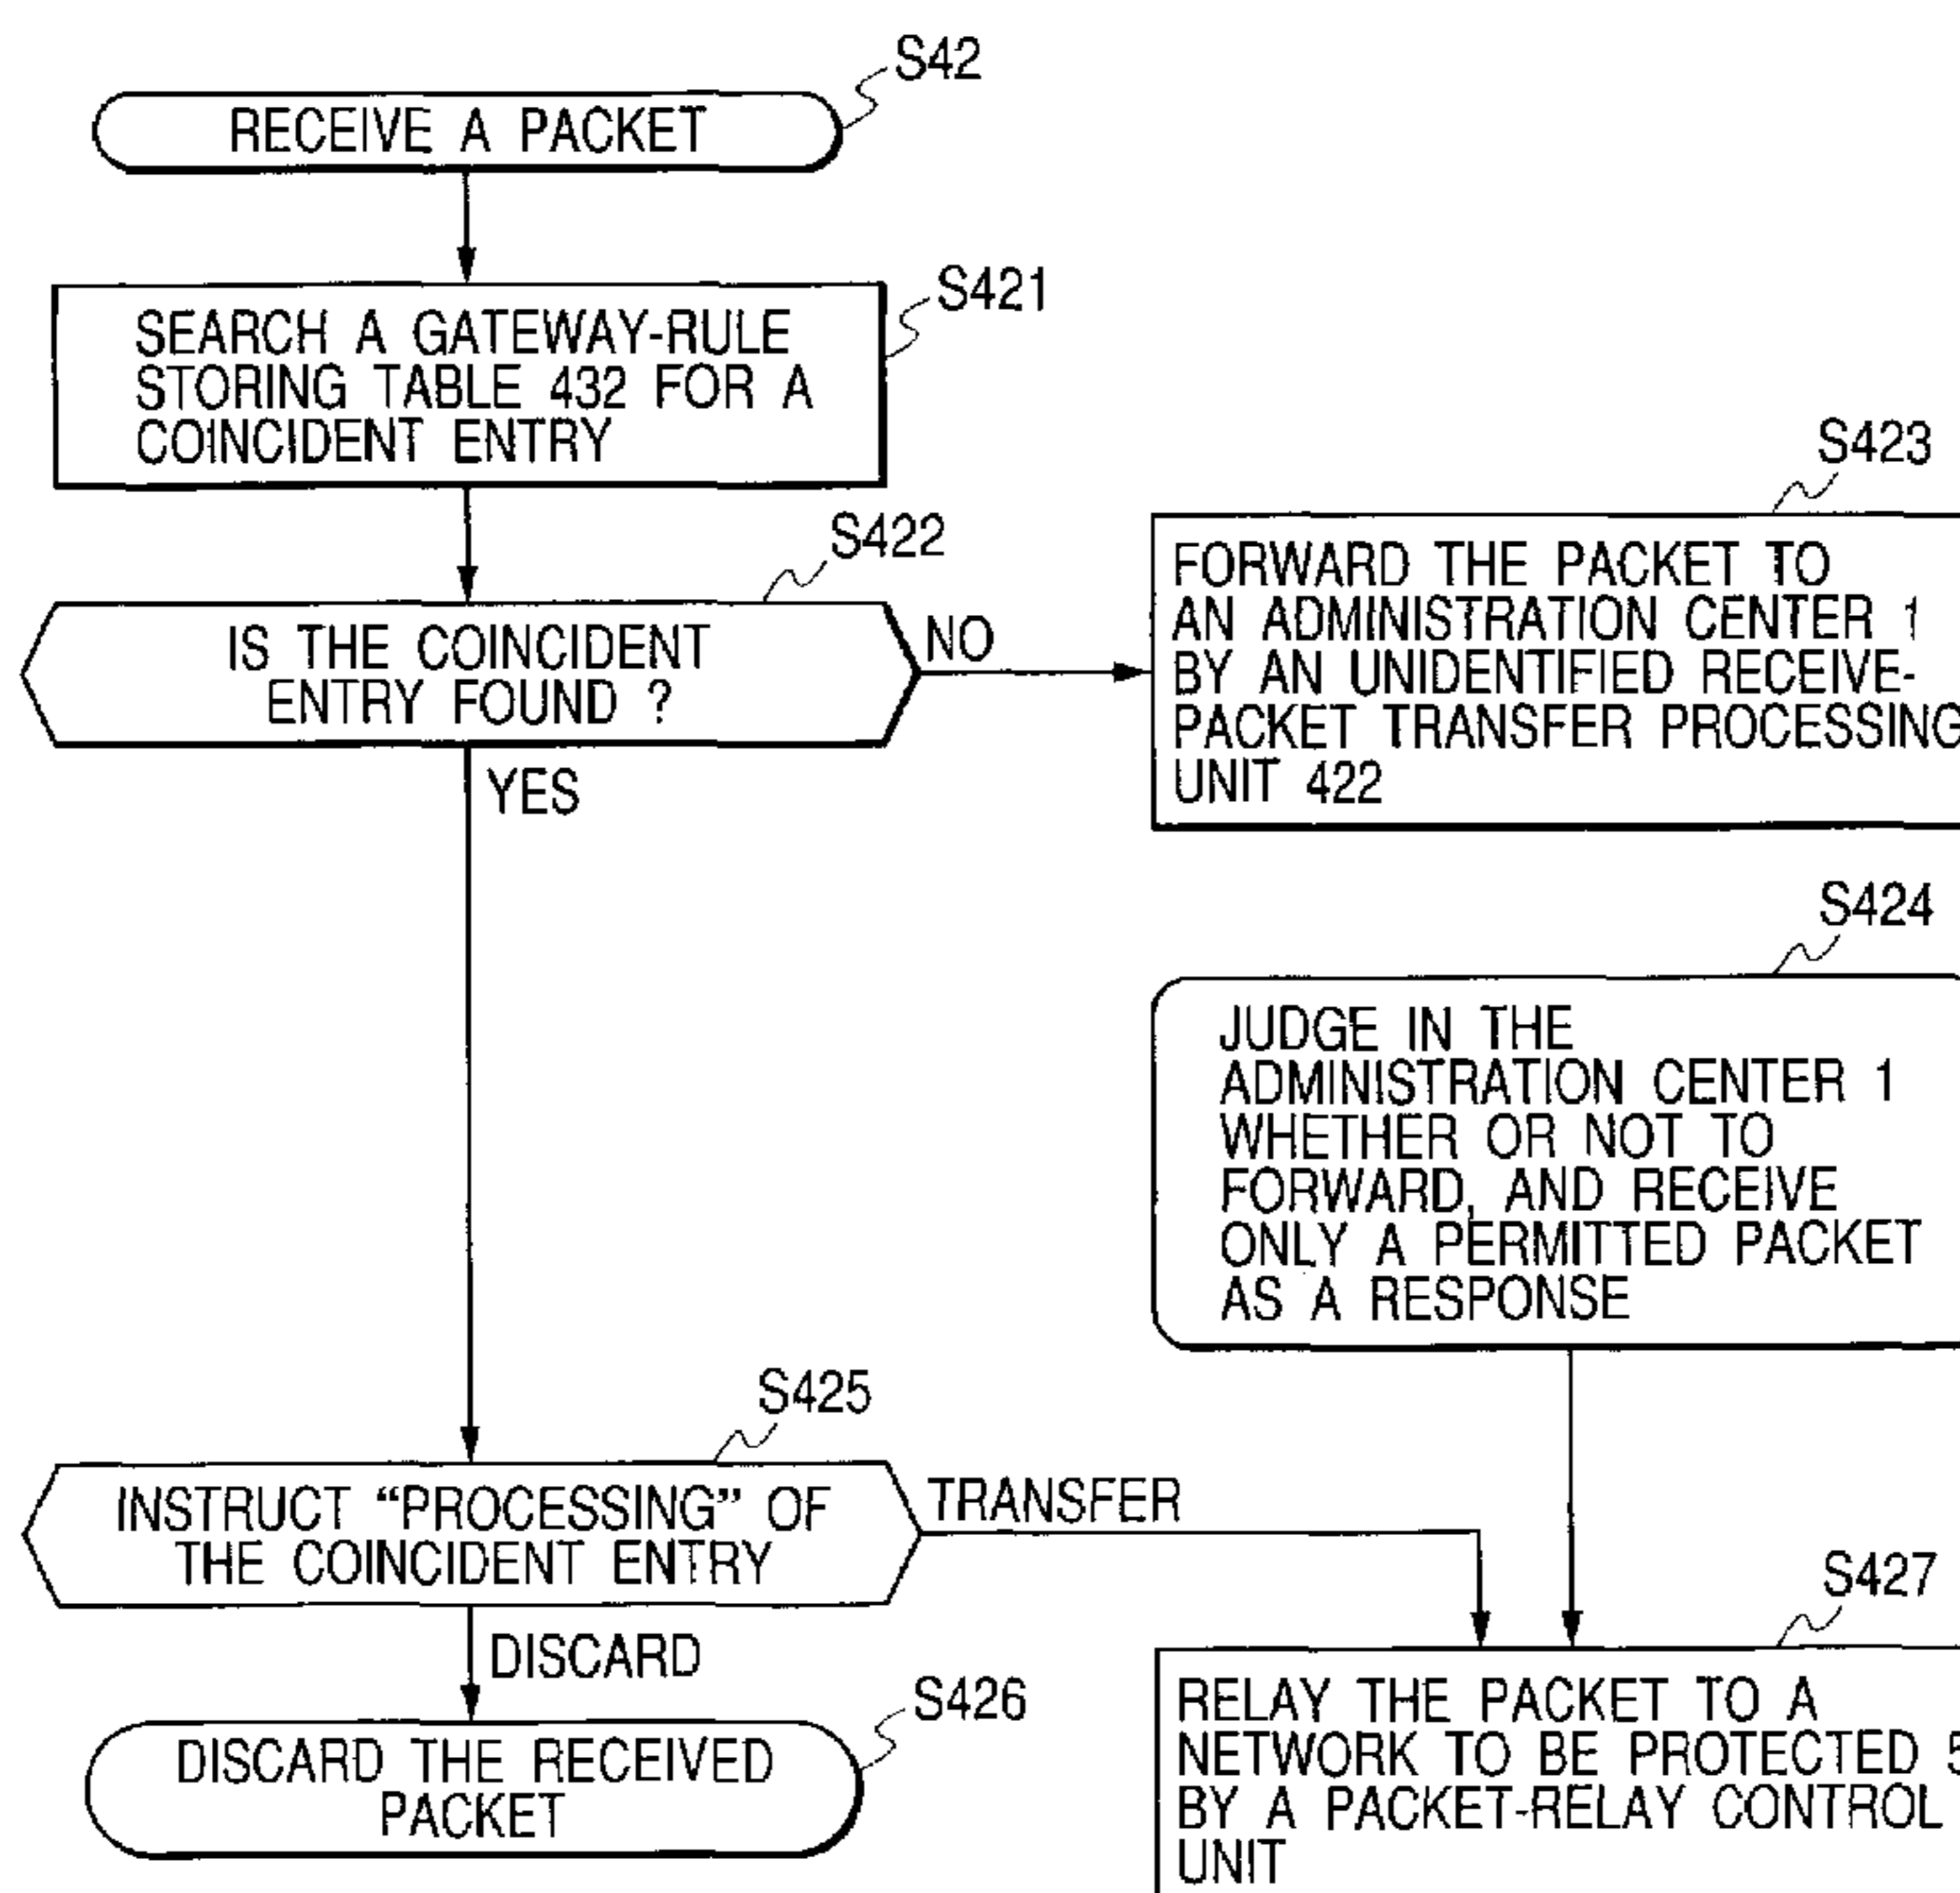 S42
RECEIVE A PACKET
S421
SEARCH A GATEWAY-RULE
STORING TABLE 432 FOR A
COINCIDENT ENTRY
S422
IS THE COINCIDENT
ENTRY FOUND ?
NO
YES
S423
FORWARD THE PACKET TO
AN ADMINISTRATION CENTER 1
BY AN UNIDENTIFIED RECEIVE-
PACKET TRANSFER PROCESSING
UNIT 422
S424
JUDGE IN THE
ADMINISTRATION CENTER 1
WHETHER OR NOT TO
FORWARD, AND RECEIVE
ONLY A PERMITTED PACKET
AS A RESPONSE
S425
INSTRUCT “PROCESSING” OF
THE COINCIDENT ENTRY
TRANSFER
DISCARD
S426
DISCARD THE RECEIVED
PACKET
S427
RELAY THE PACKET TO A
NETWORK TO BE PROTECTED 5
BY A PACKET-RELAY CONTROL
UNIT